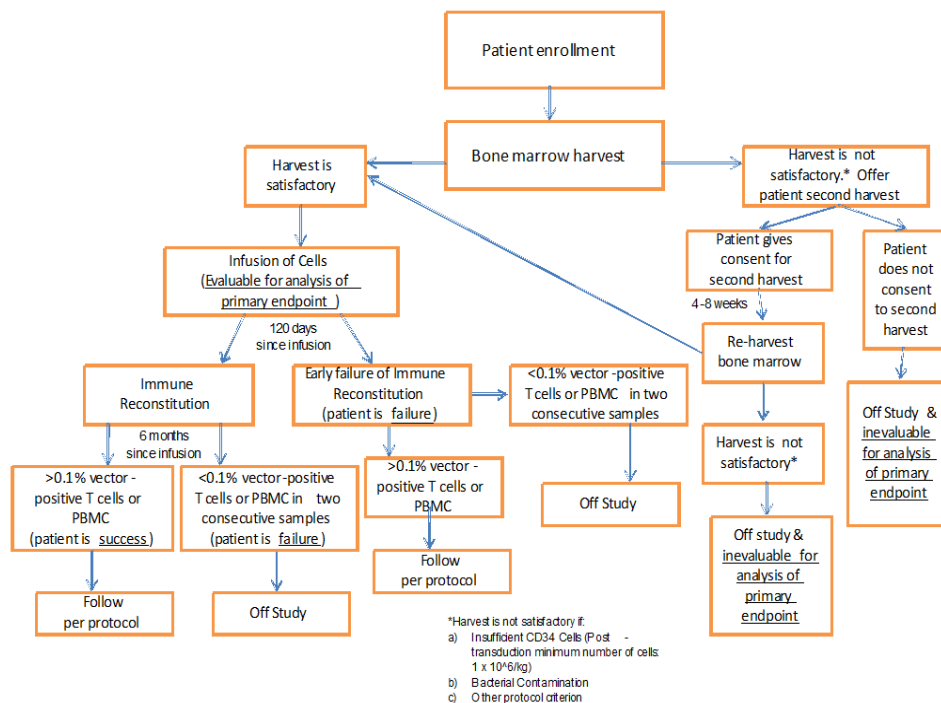 Patient enrollment
Bone marrow harvest
Harvest is
satisfactory
Harvest is not
satisfactory.* Offer
patient second harvest
Infusion of Cells
(Evaluable for analysis of
primary endpoint )
Patient gives
consent for
second harvest
Patient
does not
consent
to second
harvest
4-8 weeks
120 days
since infusion
Re-harvest
bone marrow
Immune
Reconstitution
Early failure of Immune
Reconstitution
(patient is failure)
<0.1% vector -positive
T cells or PBMC in two
consecutive samples
Off Study &
inevaluable
for analysis
of primary
endpoint
6 months
since infusion
Harvest is not
satisfactory*
>0.1% vector -
positive T cells or
PBMC
(patient is success )
<0.1% vector-positive
T cells or PBMC in two
consecutive samples
(patient is failure)
>0.1% vector -
positive T cells or
PBMC
Off Study
Off study &
inevaluable for
analysis of
primary
endpoint
Follow
per protocol
Follow
per protocol
Off Study
*Harvest is not satisfactory if:
a) Insufficient CD34 Cells (Post -
transduction minimum number of cells:
1 x 10^6/kg)
b) Bacterial Contamination
c) Other protocol criterion